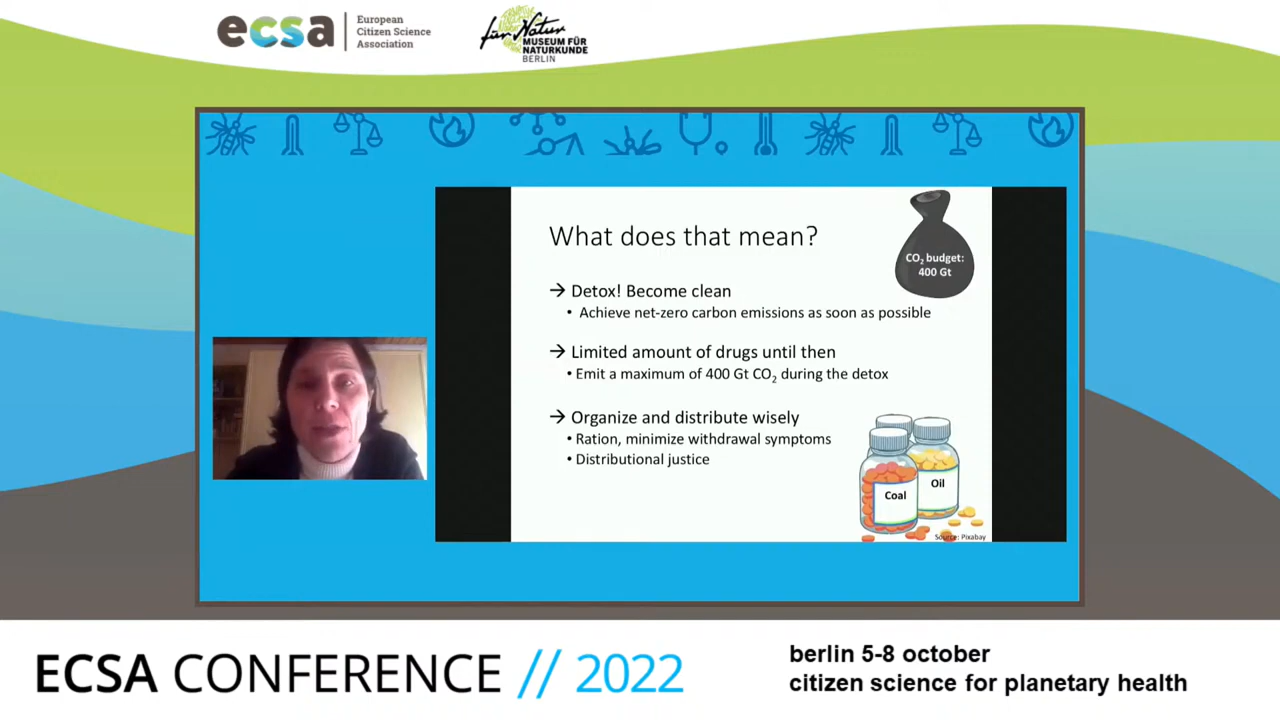 ecsa
European
Citizen Science
Association
für Natur
MUSEUM FÜR
NATURKUNDE
BERLIN
What does that mean?
CO₂ budget:
400 Gt
→ Detox! Become clean
• Achieve net-zero carbon emissions as soon as possible
→ Limited amount of drugs until then
• Emit a maximum of 400 Gt CO₂ during the detox
→ Organize and distribute wisely
• Ration, minimize withdrawal symptoms
• Distributional justice
Coal
Oil
Source: Pixabay
ECSA CONFERENCE // 2022
berlin 5-8 october
citizen science for planetary health